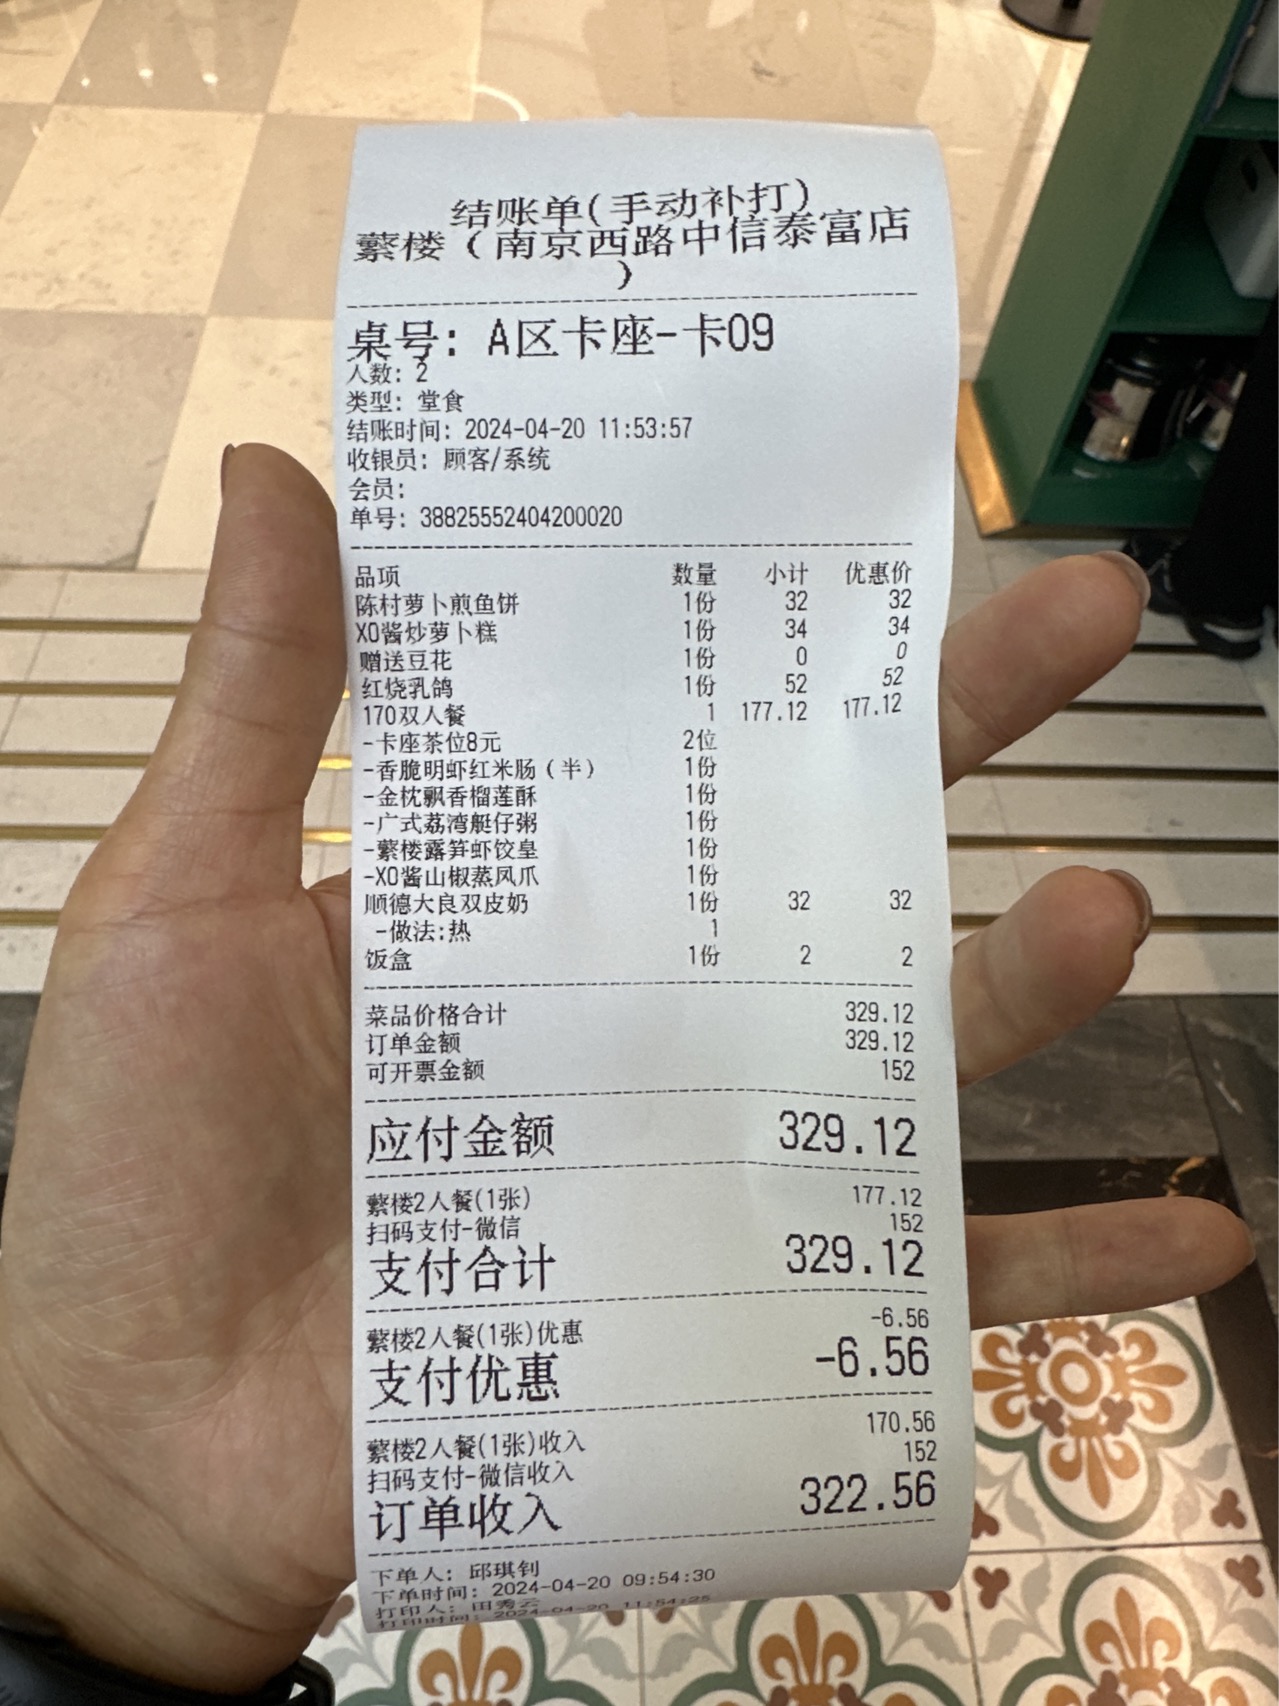 结账单(手动补打)
蘩楼（南京西路中信泰富店
）
桌号: A区卡座-卡09
人数: 2
类型: 堂食
结账时间: 2024-04-20 11:53:57
收银员: 顾客/系统
会员:
单号: 38825552404200020
品项 数量 小计 优惠价
陈村萝卜煎鱼饼 1份 32 32
XO酱炒萝卜糕 1份 34 34
赠送豆花 1份 0 0
红烧乳鸽 1份 52 52
170双人餐 1 177.12 177.12
-卡座茶位8元 2位
-香脆明虾红米肠（半） 1份
-金枕飘香榴莲酥 1份
-广式荔湾艇仔粥 1份
-蘩楼露笋虾饺皇 1份
-XO酱山椒蒸凤爪 1份
顺德大良双皮奶 1份 32 32
-做法:热 1
饭盒 1份 2 2
菜品价格合计 329.12
订单金额 329.12
可开票金额 152
应付金额 329.12
蘩楼2人餐(1张) 177.12
扫码支付-微信 152
支付合计 329.12
蘩楼2人餐(1张)优惠 -6.56
支付优惠 -6.56
蘩楼2人餐(1张)收入 170.56
扫码支付-微信收入 152
订单收入 322.56
下单人: 邱琪钊
下单时间: 2024-04-20 09:54:30
打印人: 田秀云
打印时间: 2024-04-20 11:54:25